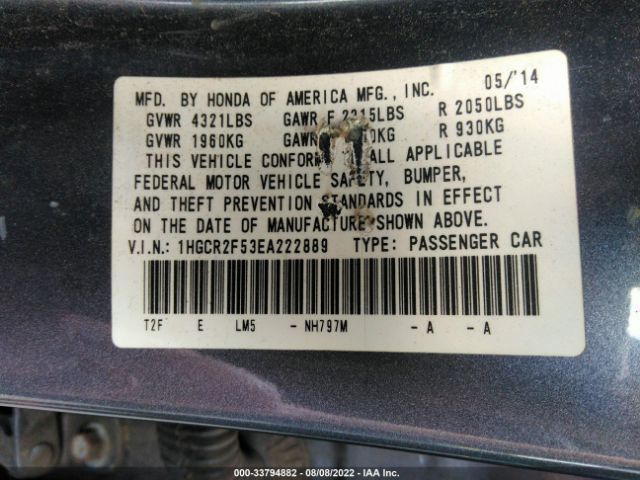 MFD. BY HONDA OF AMERICA MFG., INC. 05/'14
GVWR 4321LBS GAWR F 2315LBS R 2050LBS
GVWR 1960KG R 930KG
THIS VEHICLE ALL APPLICABLE
FEDERAL MOTOR VEHICLE SAFETY, BUMPER,
AND THEFT PREVENTION STANDARDS IN EFFECT
ON THE DATE OF MANUFACTURE SHOWN ABOVE.
V.I.N.: 1HGCR2F53EA222889 TYPE: PASSENGER CAR
T2F E LM5 - NH797M - A - A
000-33794882 - 08/08/2022 - IAA Inc.